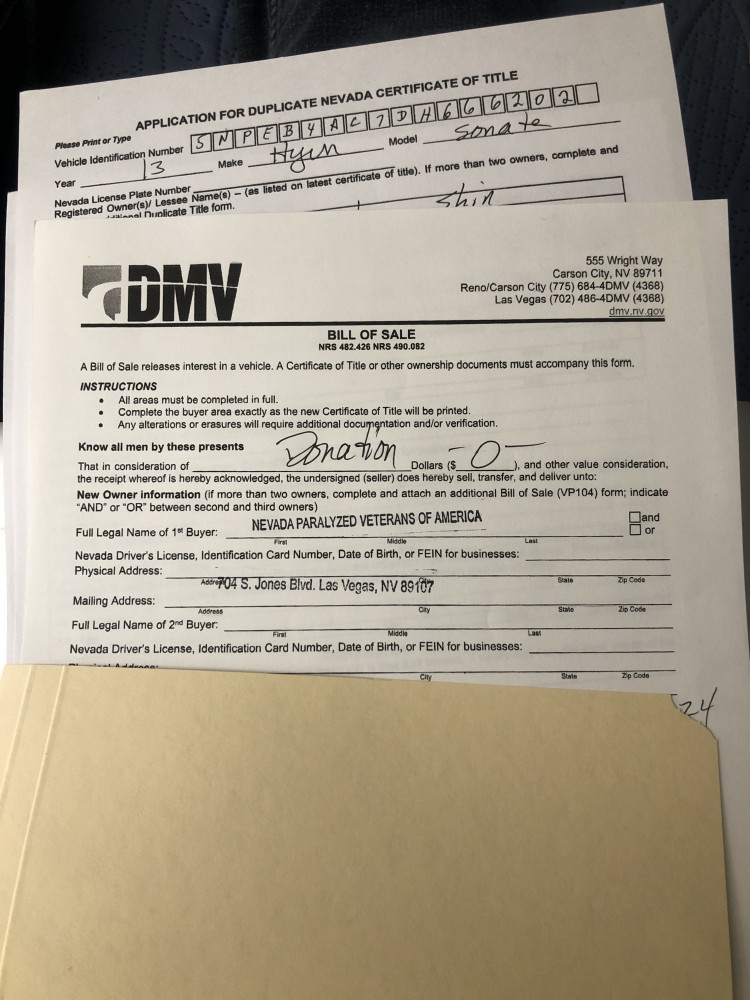 APPLICATION FOR DUPLICATE NEVADA CERTIFICATE OF TITLE
Please Print or Type
Vehicle Identification Number 5NPEB4AC7DH666202
Year 13 Make Hyun Model Sonata
Nevada License Plate Number
Registered Owner(s)/ Lessee Name(s) – (as listed on latest certificate of title). If more than two owners, complete and
Duplicate Title form.
Shin
DMV
555 Wright Way
Carson City, NV 89711
Reno/Carson City (775) 684-4DMV (4368)
Las Vegas (702) 486-4DMV (4368)
dmv.nv.gov
BILL OF SALE
NRS 482.426 NRS 490.082
A Bill of Sale releases interest in a vehicle. A Certificate of Title or other ownership documents must accompany this form.
INSTRUCTIONS
• All areas must be completed in full.
• Complete the buyer area exactly as the new Certificate of Title will be printed.
• Any alterations or erasures will require additional documentation and/or verification.
Know all men by these presents
That in consideration of Donation Dollars ($ -0- ), and other value consideration,
the receipt whereof is hereby acknowledged, the undersigned (seller) does hereby sell, transfer, and deliver unto:
New Owner information (if more than two owners, complete and attach an additional Bill of Sale (VP104) form; indicate
“AND” or “OR” between second and third owners)
Full Legal Name of 1st Buyer: NEVADA PARALYZED VETERANS OF AMERICA and
or
First Middle Last
Nevada Driver's License, Identification Card Number, Date of Birth, or FEIN for businesses:
Physical Address:
704 S. Jones Blvd. Las Vegas, NV 89107
Address City State Zip Code
Mailing Address:
Address City State Zip Code
Full Legal Name of 2nd Buyer:
First Middle Last
Nevada Driver's License, Identification Card Number, Date of Birth, or FEIN for businesses:
Physical Address:
City State Zip Code
24